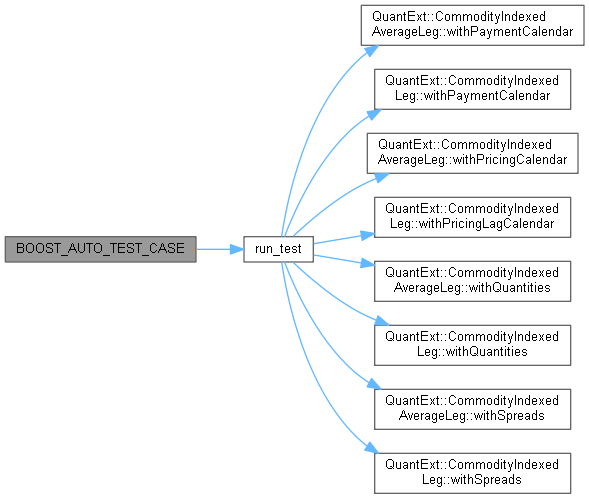 QuantExt::CommodityIndexed
AverageLeg::withPaymentCalendar
QuantExt::CommodityIndexed
Leg::withPaymentCalendar
QuantExt::CommodityIndexed
AverageLeg::withPricingCalendar
QuantExt::CommodityIndexed
Leg::withPricingLagCalendar
BOOST_AUTO_TEST_CASE
run_test
QuantExt::CommodityIndexed
AverageLeg::withQuantities
QuantExt::CommodityIndexed
Leg::withQuantities
QuantExt::CommodityIndexed
AverageLeg::withSpreads
QuantExt::CommodityIndexed
Leg::withSpreads